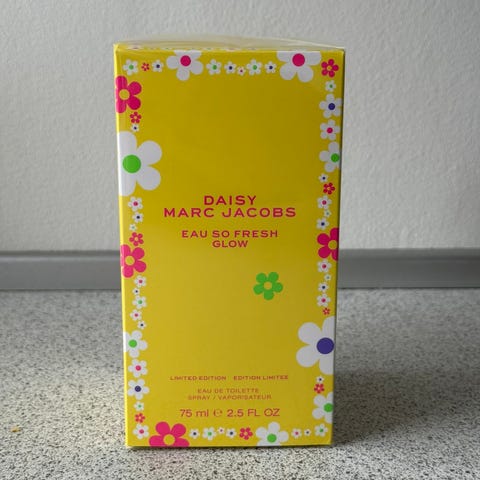 DAISY
MARC JACOBS
EAU SO FRESH
GLOW
LIMITED EDITION EDITION LIMITEE
EAU DE TOILETTE
SPRAY / VAPORISATEUR
75 ml ℮ 2.5 FL OZ